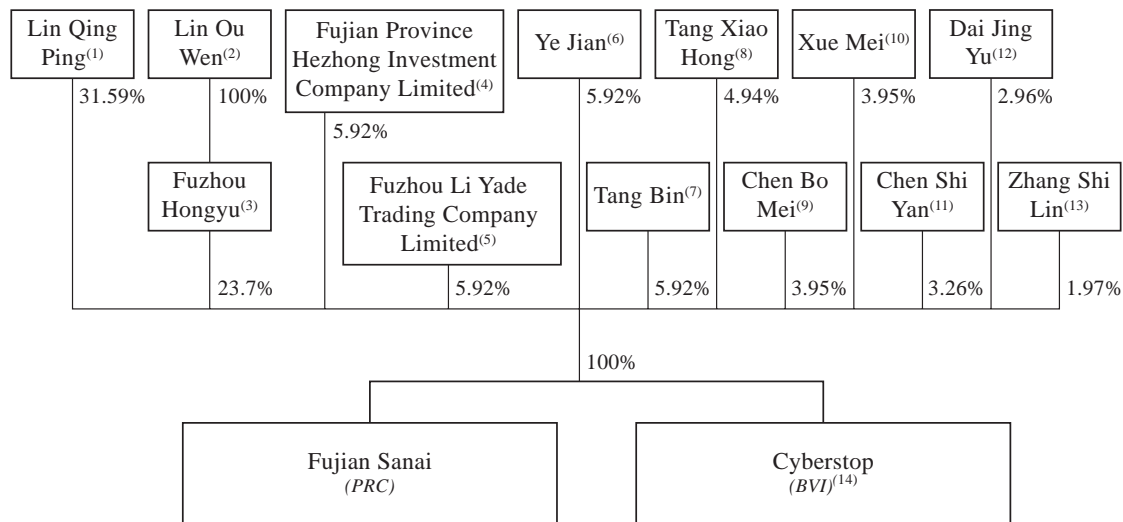 Lin Qing
Ping(1)
Lin Ou
Wen(2)
Fujian Province
Hezhong Investment
Company Limited(4)
Ye Jian(6)
Tang Xiao
Hong(8)
Xue Mei(10)
Dai Jing
Yu(12)
31.59%
100%
5.92%
5.92%
4.94%
3.95%
2.96%
Fuzhou
Hongyu(3)
Fuzhou Li Yade
Trading Company
Limited(5)
Tang Bin(7)
Chen Bo
Mei(9)
Chen Shi
Yan(11)
Zhang Shi
Lin(13)
23.7%
5.92%
5.92%
3.95%
3.26%
1.97%
100%
Fujian Sanai
(PRC)
Cyberstop
(BVI)(14)